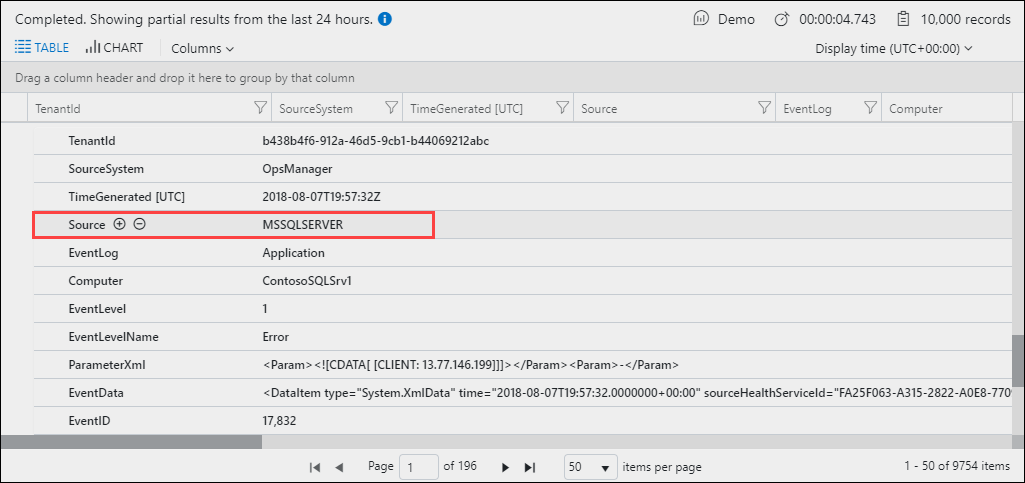 Completed. Showing partial results from the last 24 hours. Demo 00:00:04.743 10,000 records
TABLE CHART Columns Display time (UTC+00:00)
Drag a column header and drop it here to group by that column
TenantId SourceSystem TimeGenerated [UTC] Source EventLog Computer
TenantId b438b4f6-912a-46d5-9cb1-b44069212abc
SourceSystem OpsManager
TimeGenerated [UTC] 2018-08-07T19:57:32Z
Source MSSQLSERVER
EventLog Application
Computer ContosoSQLSrv1
EventLevel 1
EventLevelName Error
ParameterXml <Param><![CDATA[ [CLIENT: 13.77.146.199]]]></Param><Param>-</Param>
EventData <DataItem type="System.XmlData" time="2018-08-07T19:57:32.0000000+00:00" sourceHealthServiceId="FA25F063-A315-2822-A0E8-770
EventID 17,832
Page 1 of 196 50 items per page 1 - 50 of 9754 items